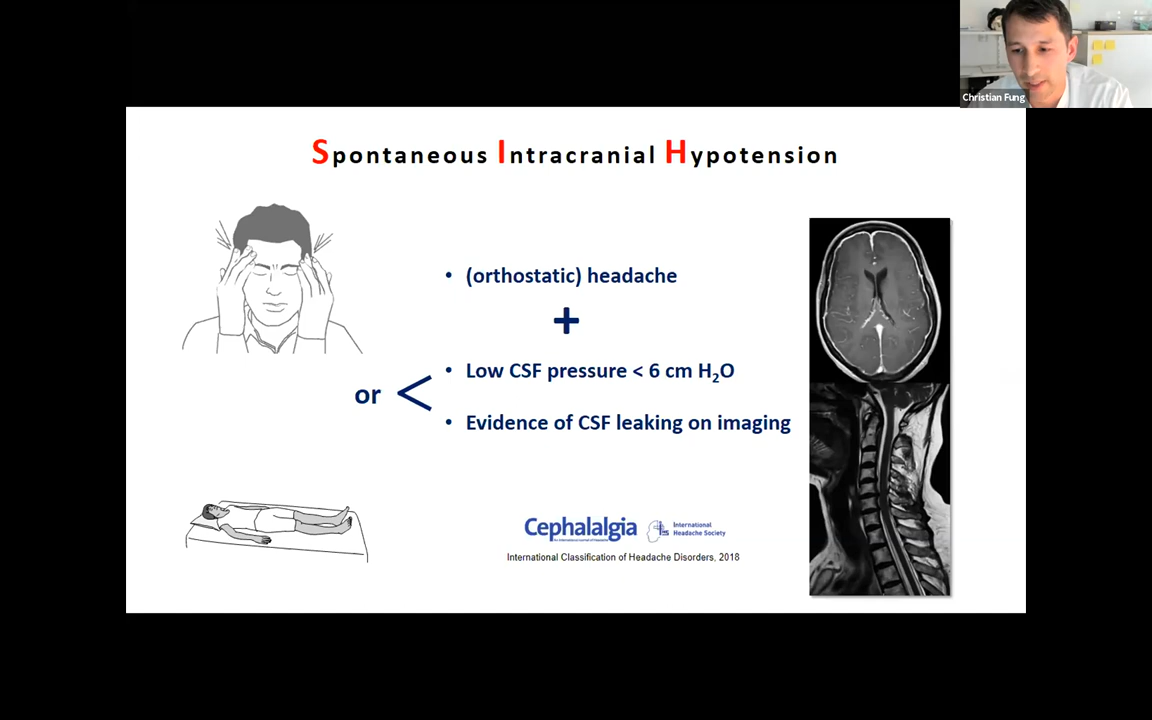 Christian Fung
Spontaneous Intracranial Hypotension
• (orthostatic) headache
+
or <
• Low CSF pressure < 6 cm H₂O
• Evidence of CSF leaking on imaging
Cephalalgia
International
Headache Society
International Classification of Headache Disorders, 2018